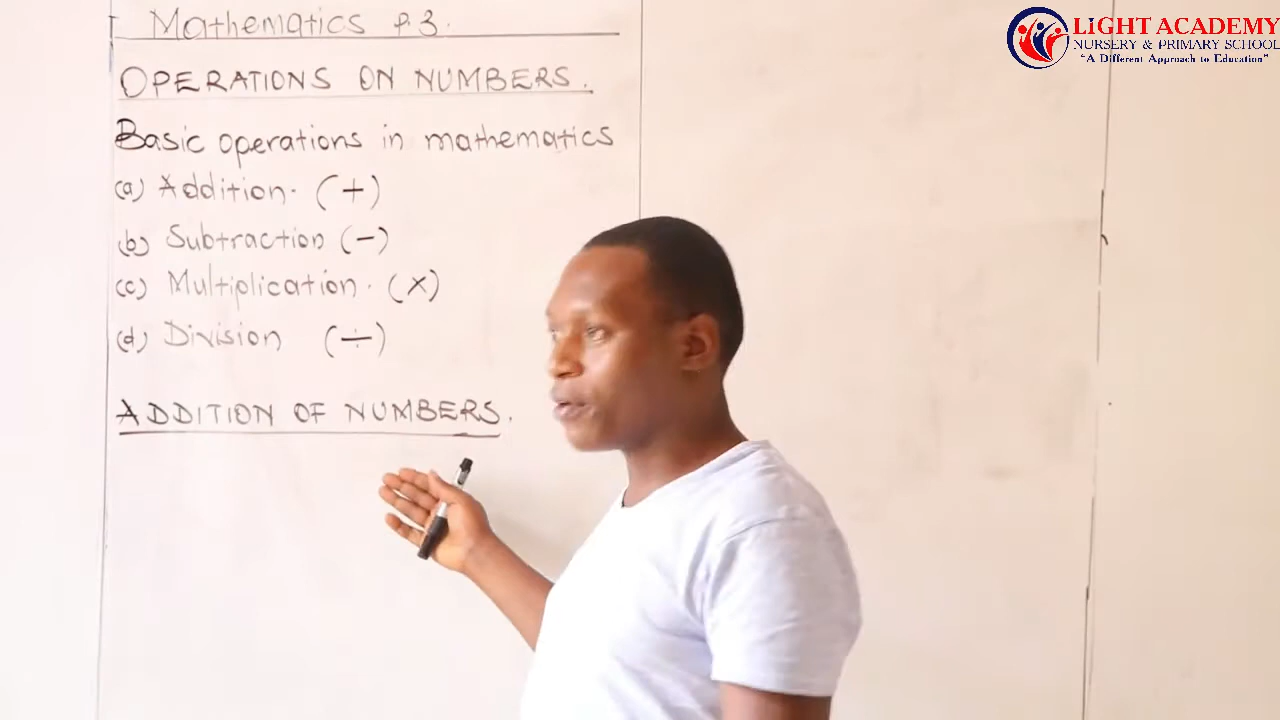 Mathematics P.3.
OPERATIONS ON NUMBERS.
Basic operations in mathematics
(a) Addition. (+)
(b) Subtraction (-)
(c) Multiplication. (×)
(d) Division (÷)
ADDITION OF NUMBERS.
LIGHT ACADEMY
NURSERY & PRIMARY SCHOOL
"A Different Approach to Education"